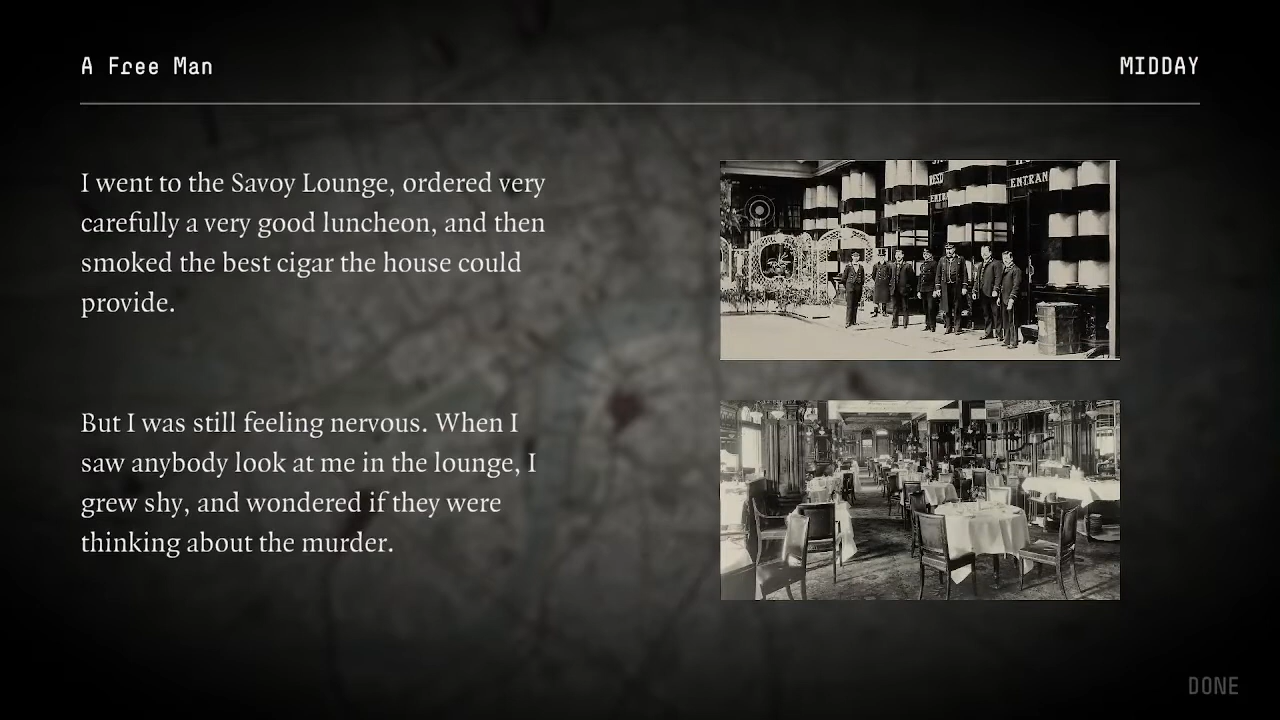 A Free Man
MIDDAY
I went to the Savoy Lounge, ordered very
carefully a very good luncheon, and then
smoked the best cigar the house could
provide.
ENTRAN
But I was still feeling nervous. When I
saw anybody look at me in the lounge, I
grew shy, and wondered if they were
thinking about the murder.
DONE